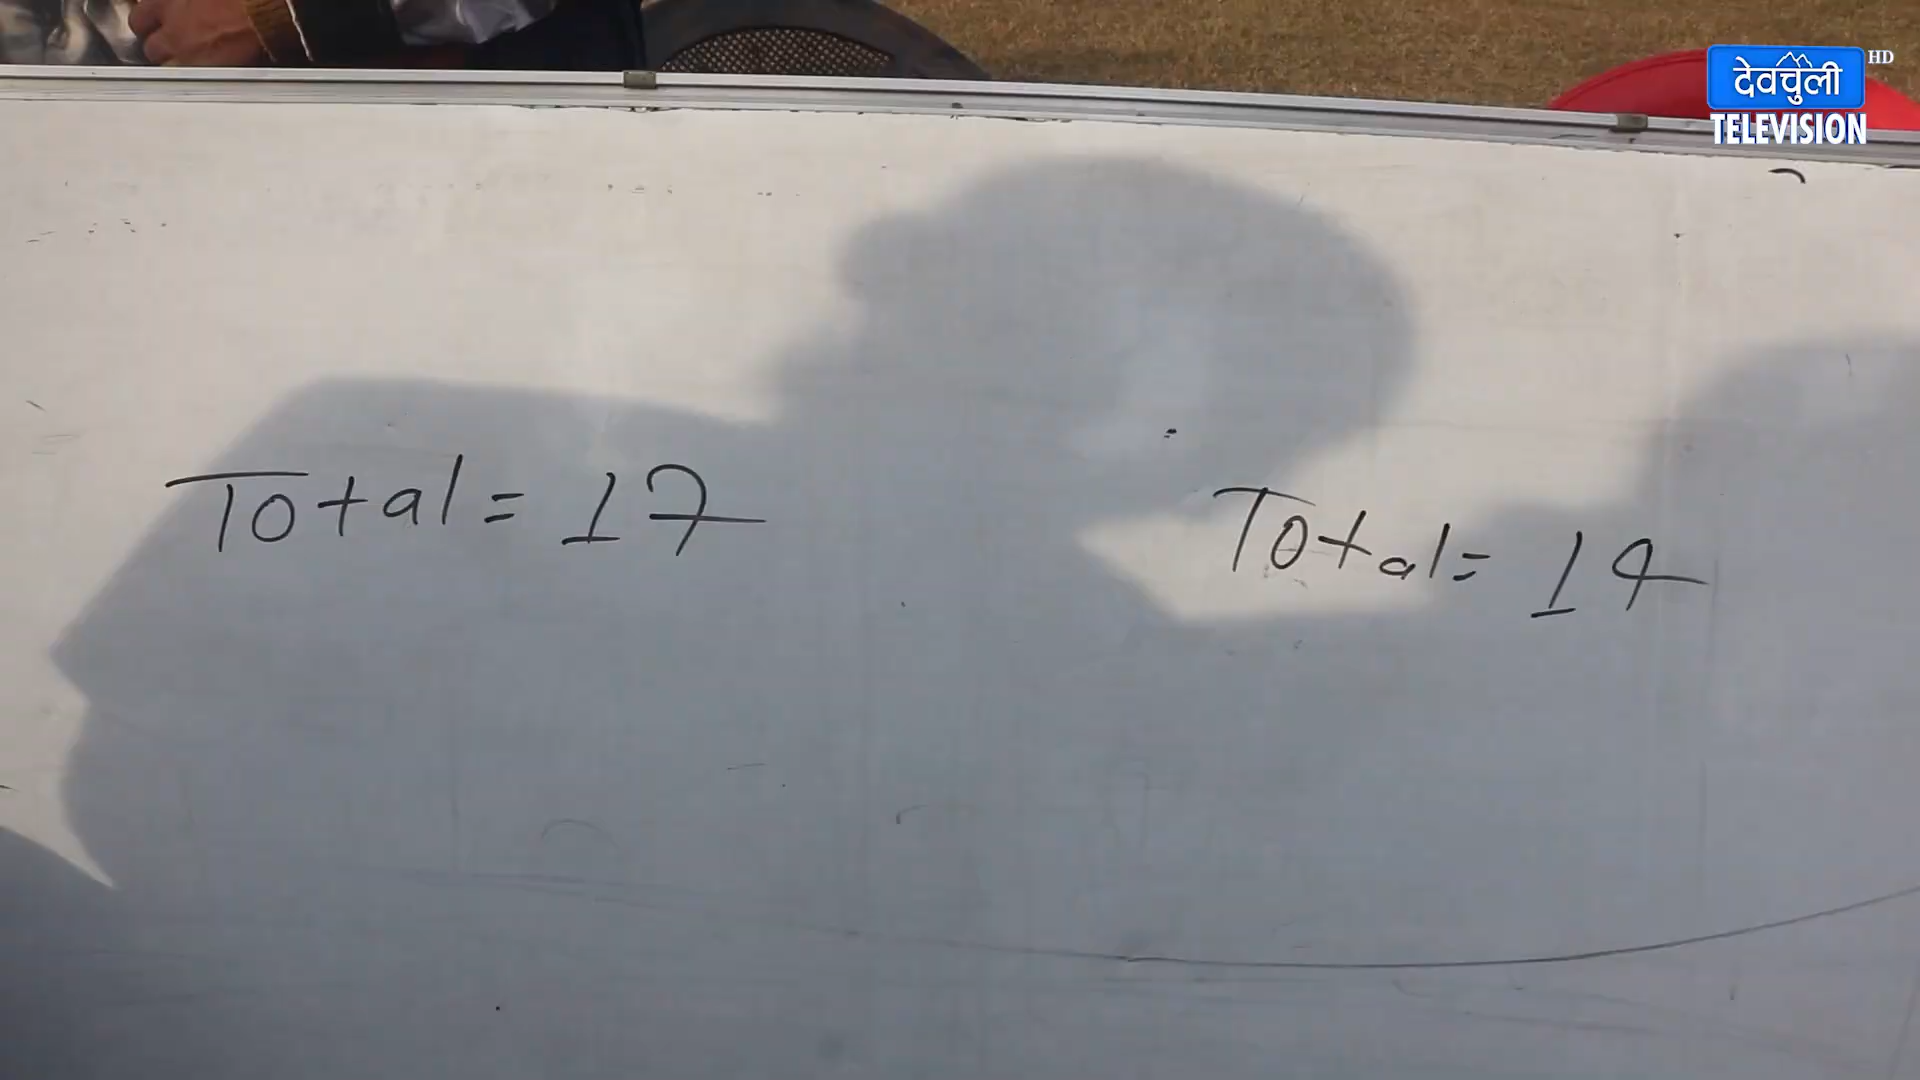 देवचुली HD
TELEVISION
Total = 17
Total = 14